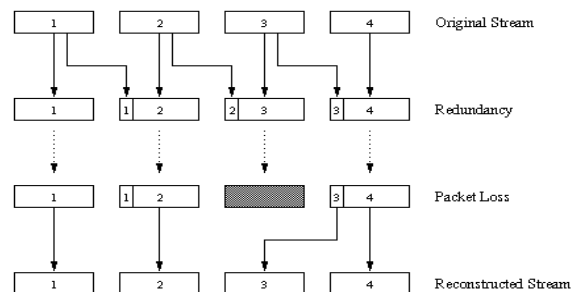 1 2 3 4 Original Stream
1 1 2 2 3 3 4 Redundancy
1 1 2 3 4 Packet Loss
1 2 3 4 Reconstructed Stream